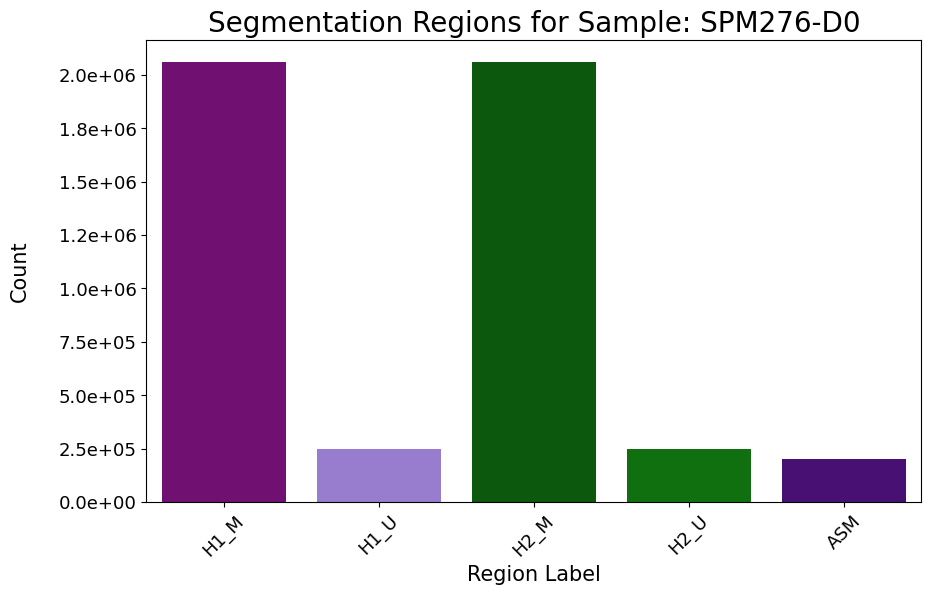 Segmentation Regions for Sample: SPM276-D0
Count
2.0e+06
1.8e+06
1.5e+06
1.2e+06
1.0e+06
7.5e+05
5.0e+05
2.5e+05
0.0e+00
H1_M
H1_U
H2_M
H2_U
ASM
Region Label